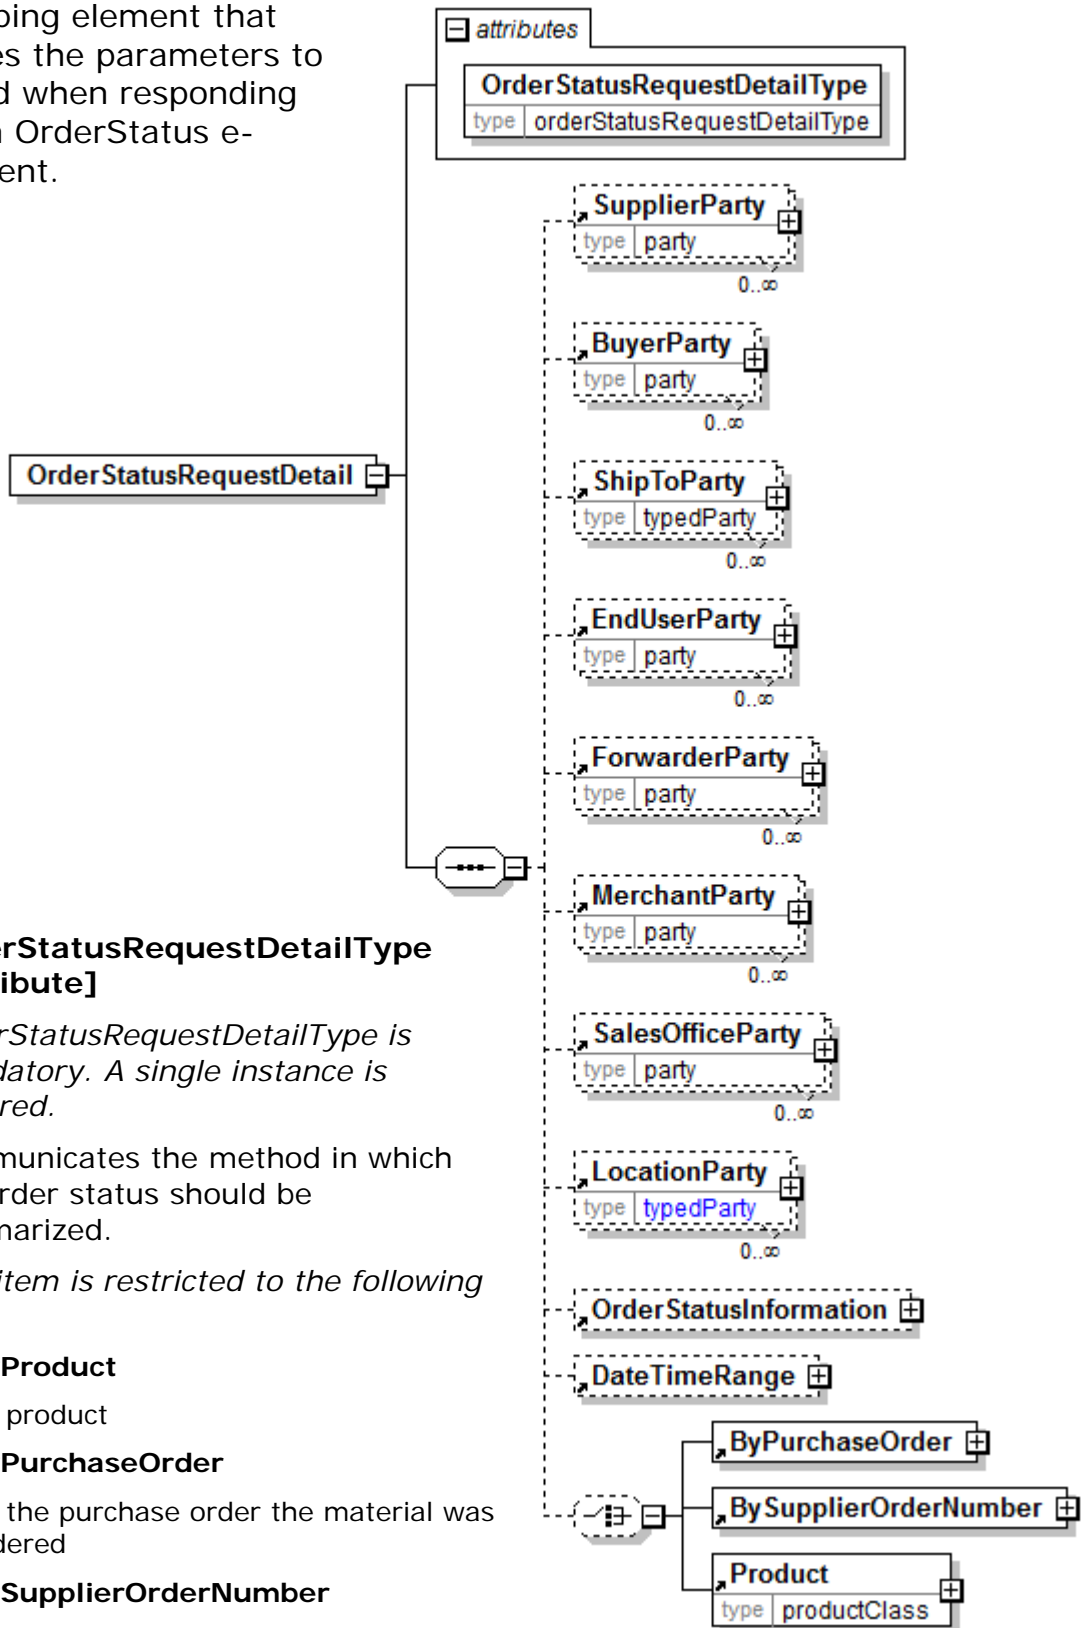 ping element that
es the parameters to
d when responding
n OrderStatus e-
ent.
attributes
OrderStatusRequestDetailType
type orderStatusRequestDetailType
SupplierParty
type party
0..∞
BuyerParty
type party
0..∞
OrderStatusRequestDetail
ShipToParty
type typedParty
0..∞
EndUserParty
type party
0..∞
ForwarderParty
type party
0..∞
MerchantParty
type party
0..∞
SalesOfficeParty
type party
0..∞
LocationParty
type typedParty
0..∞
OrderStatusInformation
DateTimeRange
ByPurchaseOrder
BySupplierOrderNumber
Product
type productClass
erStatusRequestDetailType
ibute]
rStatusRequestDetailType is
datory. A single instance is
red.
municates the method in which
rder status should be
marized.
item is restricted to the following
Product
product
PurchaseOrder
the purchase order the material was
dered
SupplierOrderNumber